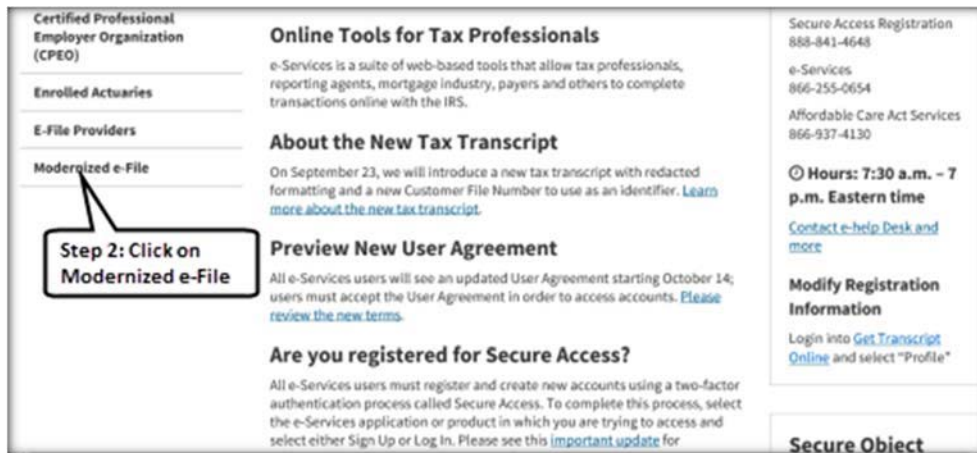 Certified Professional
Employer Organization
(CPEO)
Enrolled Actuaries
E-File Providers
Modernized e-File
Step 2: Click on
Modernized e-File
Online Tools for Tax Professionals
e-Services is a suite of web-based tools that allow tax professionals,
reporting agents, mortgage industry, payers and others to complete
transactions online with the IRS.
About the New Tax Transcript
On September 23, we will introduce a new tax transcript with redacted
formatting and a new Customer File Number to use as an identifier. Learn
more about the new tax transcript.
Preview New User Agreement
All e-Services users will see an updated User Agreement starting October 14;
users must accept the User Agreement in order to access accounts. Please
review the new terms.
Are you registered for Secure Access?
All e-Services users must register and create new accounts using a two-factor
authentication process called Secure Access. To complete this process, select
the e-Services application or product in which you are trying to access and
select either Sign Up or Log In. Please see this important update for
Secure Access Registration
888-841-4648
e-Services
866-255-0654
Affordable Care Act Services
866-937-4130
Hours: 7:30 a.m. – 7
p.m. Eastern time
Contact e-help Desk and
more
Modify Registration
Information
Login into Get Transcript
Online and select "Profile"
Secure Object